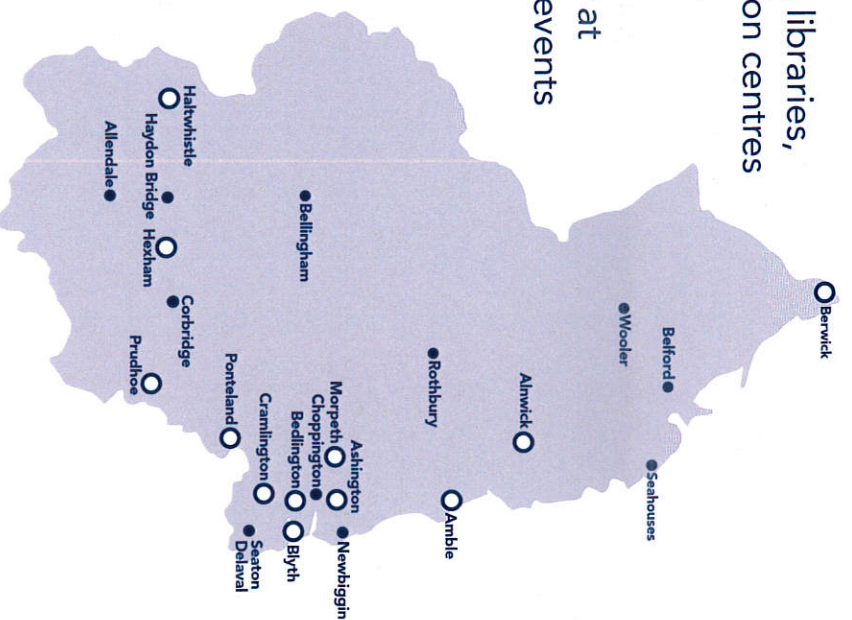 libraries,
on centres
at
events
Berwick
Belford
Wooler
Seahouses
Alnwick
Amble
Rothbury
Ashington
Morpeth
Newbiggin
Choppington
Bedlington
Blyth
Cramlington
Seaton
Delaval
Ponteland
Bellingham
Haltwhistle
Haydon Bridge
Hexham
Corbridge
Prudhoe
Allendale